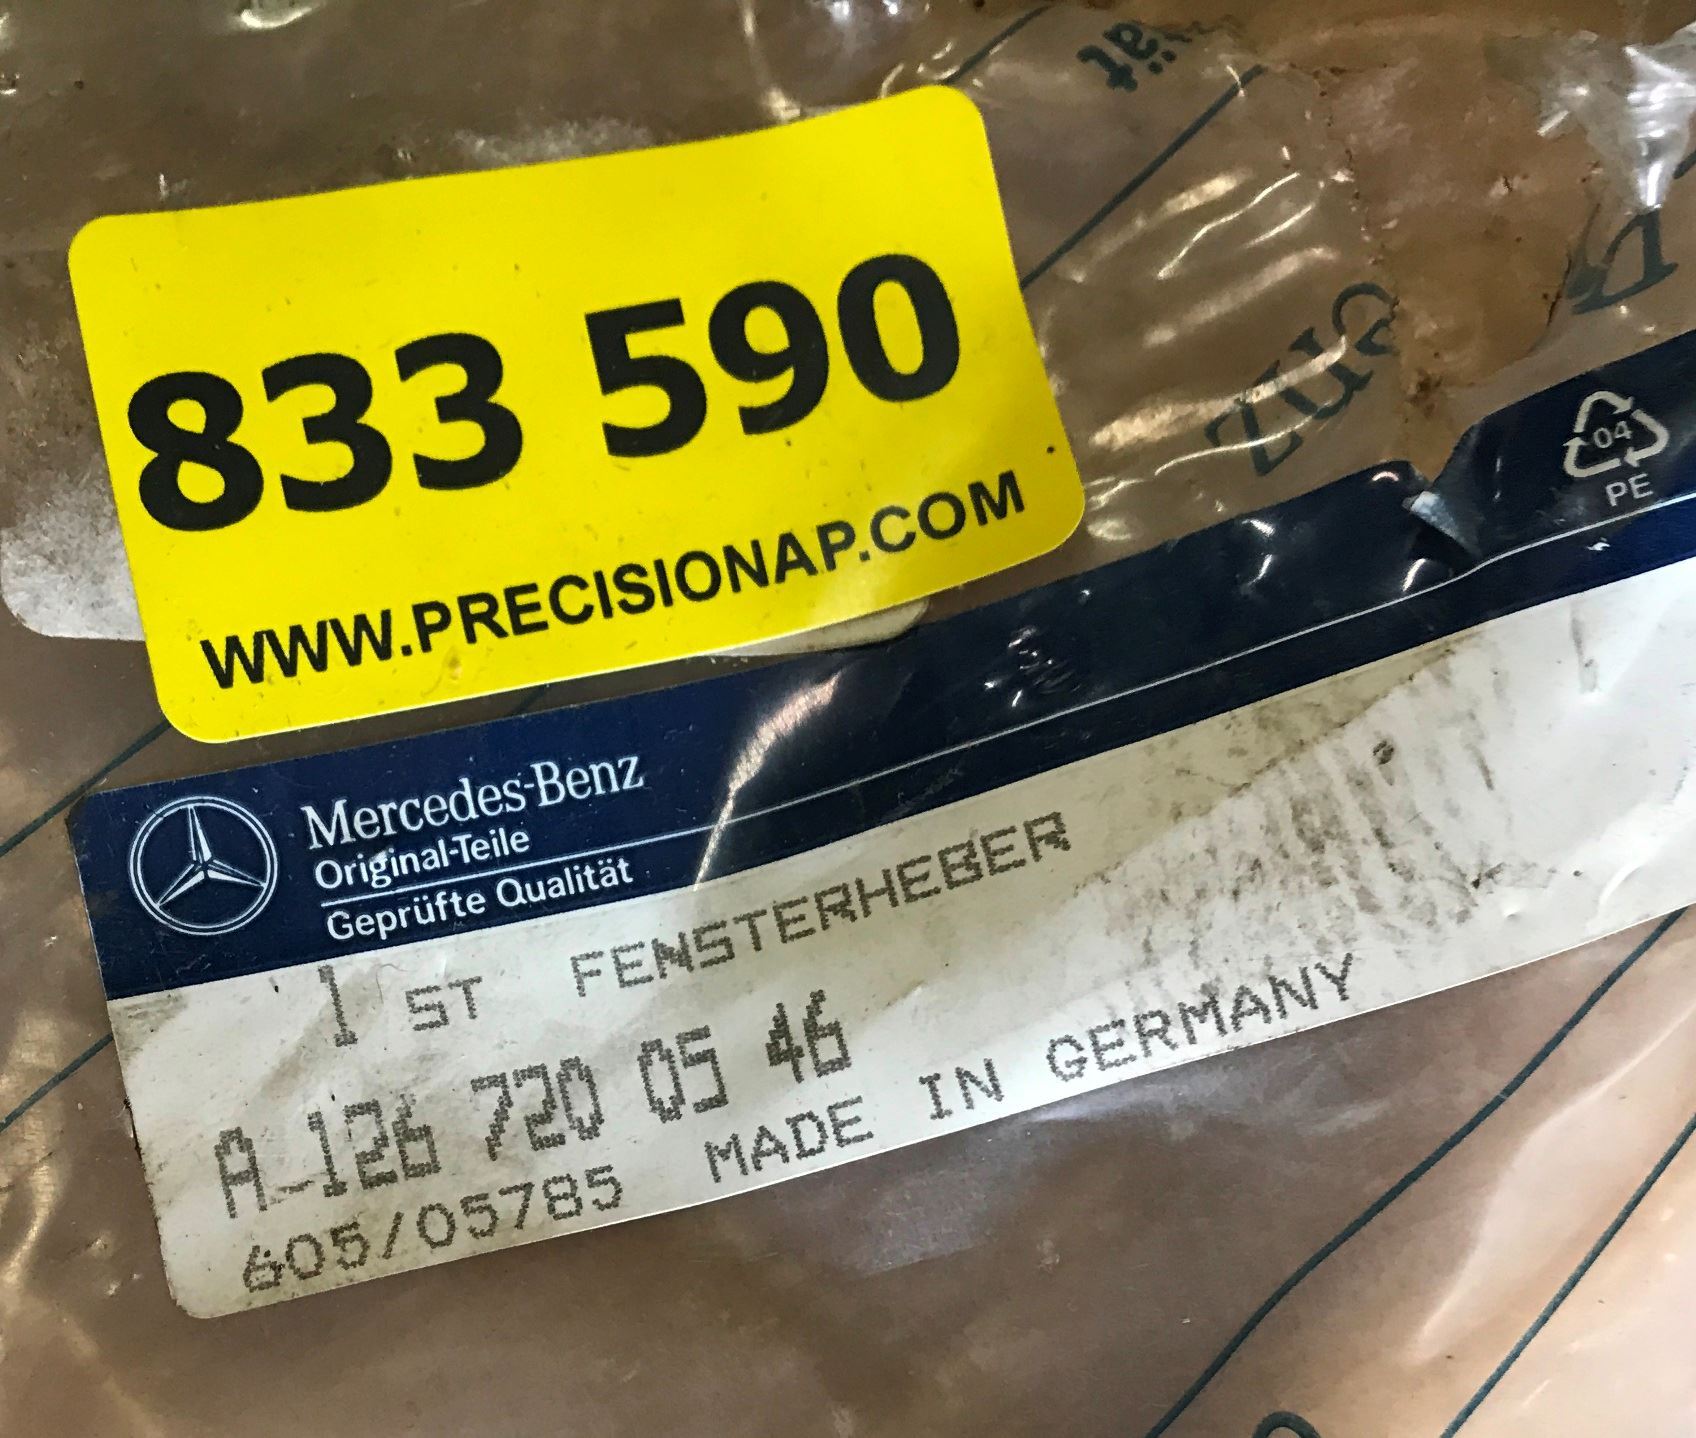 833 590
WWW.PRECISIONAP.COM
04
PE
Mercedes-Benz
Original-Teile
Geprüfte Qualität
1 ST FENSTERHEBER
A 126 720 05 46
605/05785 MADE IN GERMANY